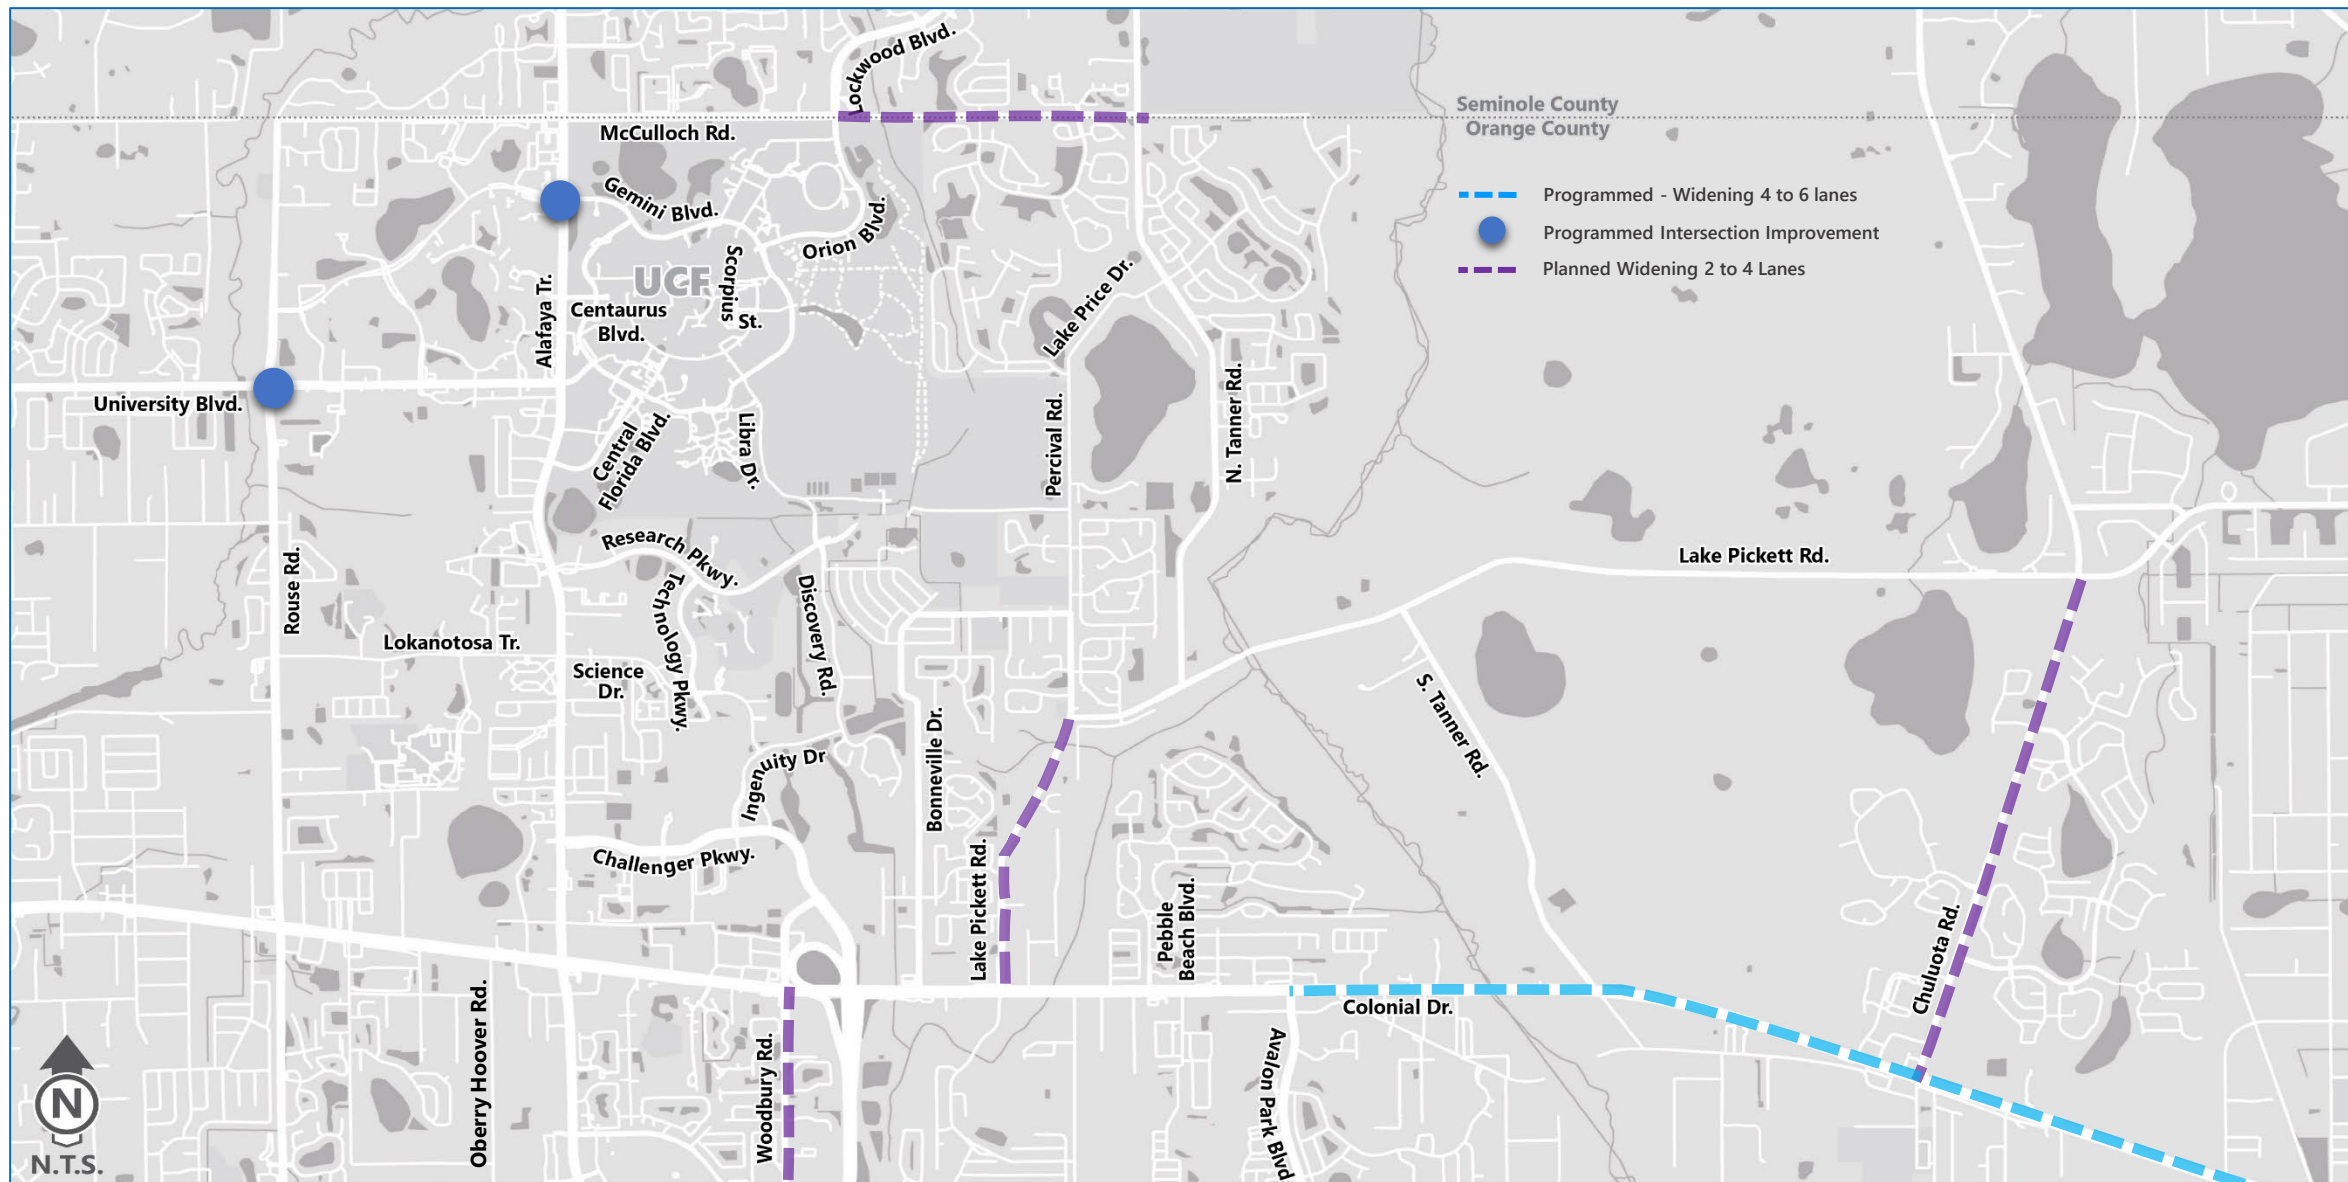 Lockwood Blvd.
Seminole County
Orange County
McCulloch Rd.
Programmed - Widening 4 to 6 lanes
Programmed Intersection Improvement
Planned Widening 2 to 4 Lanes
Gemini Blvd.
Orion Blvd.
Scorpius
St.
UCF
Centaurus
Blvd.
Alafaya Tr.
Lake Price Dr.
University Blvd.
Central
Florida Blvd.
Libra Dr.
Percival Rd.
N. Tanner Rd.
Rouse Rd.
Research Pkwy.
Technology Pkwy.
Discovery Rd.
Lake Pickett Rd.
Lokanotosa Tr.
Science
Dr.
S. Tanner Rd.
Ingenuity Dr
Bonneville Dr.
Challenger Pkwy.
Lake Pickett Rd.
Pebble
Beach Blvd.
Chuluota Rd.
Colonial Dr.
Oberry Hoover Rd.
Woodbury Rd.
Avalon Park Blvd
N
N.T.S.